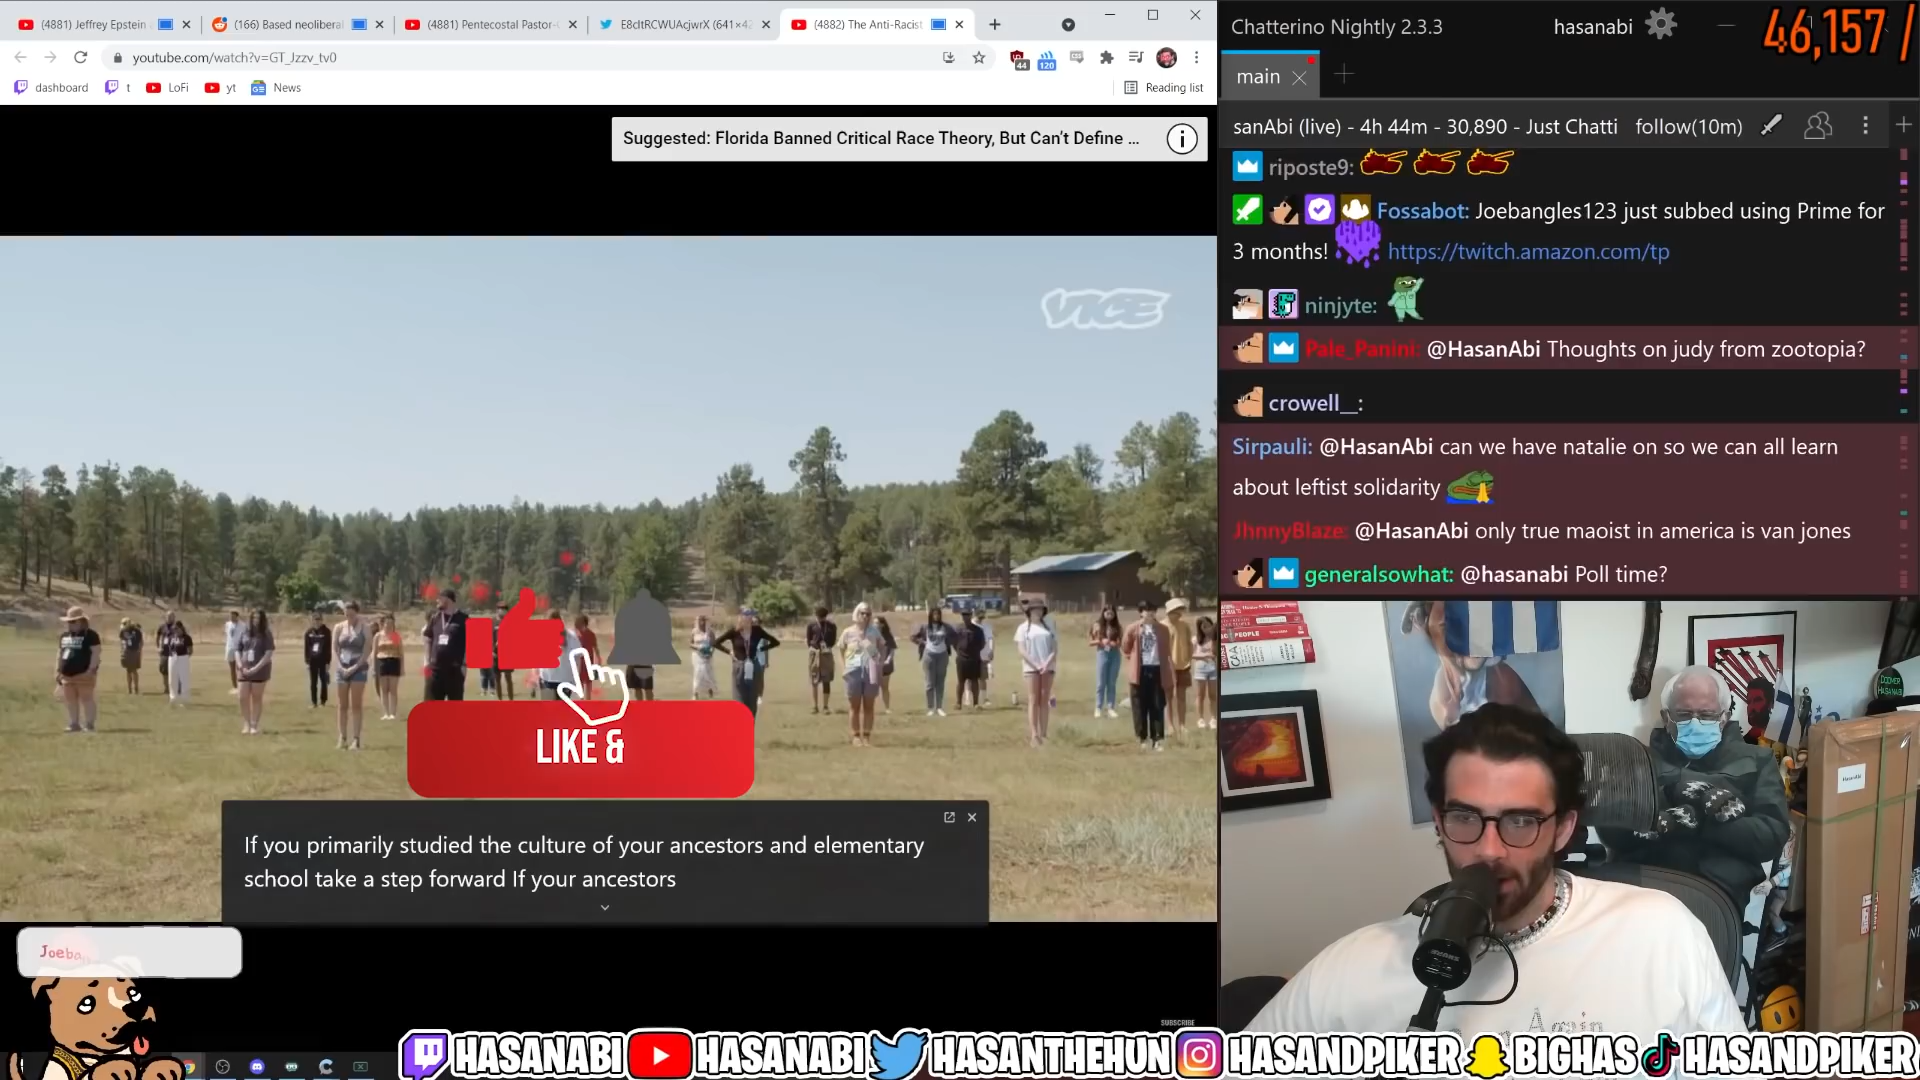 (4881) Jeffrey Epstein
(166) Based neoliberal
(4881) Pentecostal Pastor-
E8cltRCWUAcjwrX (641×42
(4882) The Anti-Racist
youtube.com/watch?v=GT_Jzzv_tv0
44
120
dashboard
t
LoFi
yt
News
Reading list
Suggested: Florida Banned Critical Race Theory, But Can't Define ...
VICE
LIKE &
If you primarily studied the culture of your ancestors and elementary
school take a step forward If your ancestors
SUBSCRIBE
Chatterino Nightly 2.3.3
hasanabi
46,157 /
main
sanAbi (live) - 4h 44m - 30,890 - Just Chatti
follow(10m)
riposte9:
Fossabot: Joebangles123 just subbed using Prime for
3 months! https://twitch.amazon.com/tp
ninjyte:
Pale_Panini: @HasanAbi Thoughts on judy from zootopia?
crowell__:
Sirpauli: @HasanAbi can we have natalie on so we can all learn
about leftist solidarity
JhnnyBlaze: @HasanAbi only true maoist in america is van jones
generalsowhat: @hasanabi Poll time?
PEOPLE
HASANABI
HASANABI
HASANTHEHUN
HASANDPIKER
BIGHAS
HASANDPIKER